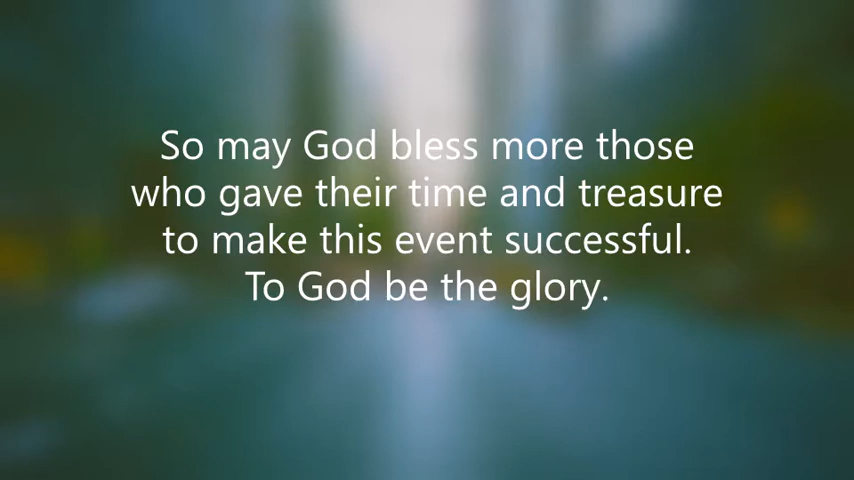 So may God bless more those
who gave their time and treasure
to make this event successful.
To God be the glory.